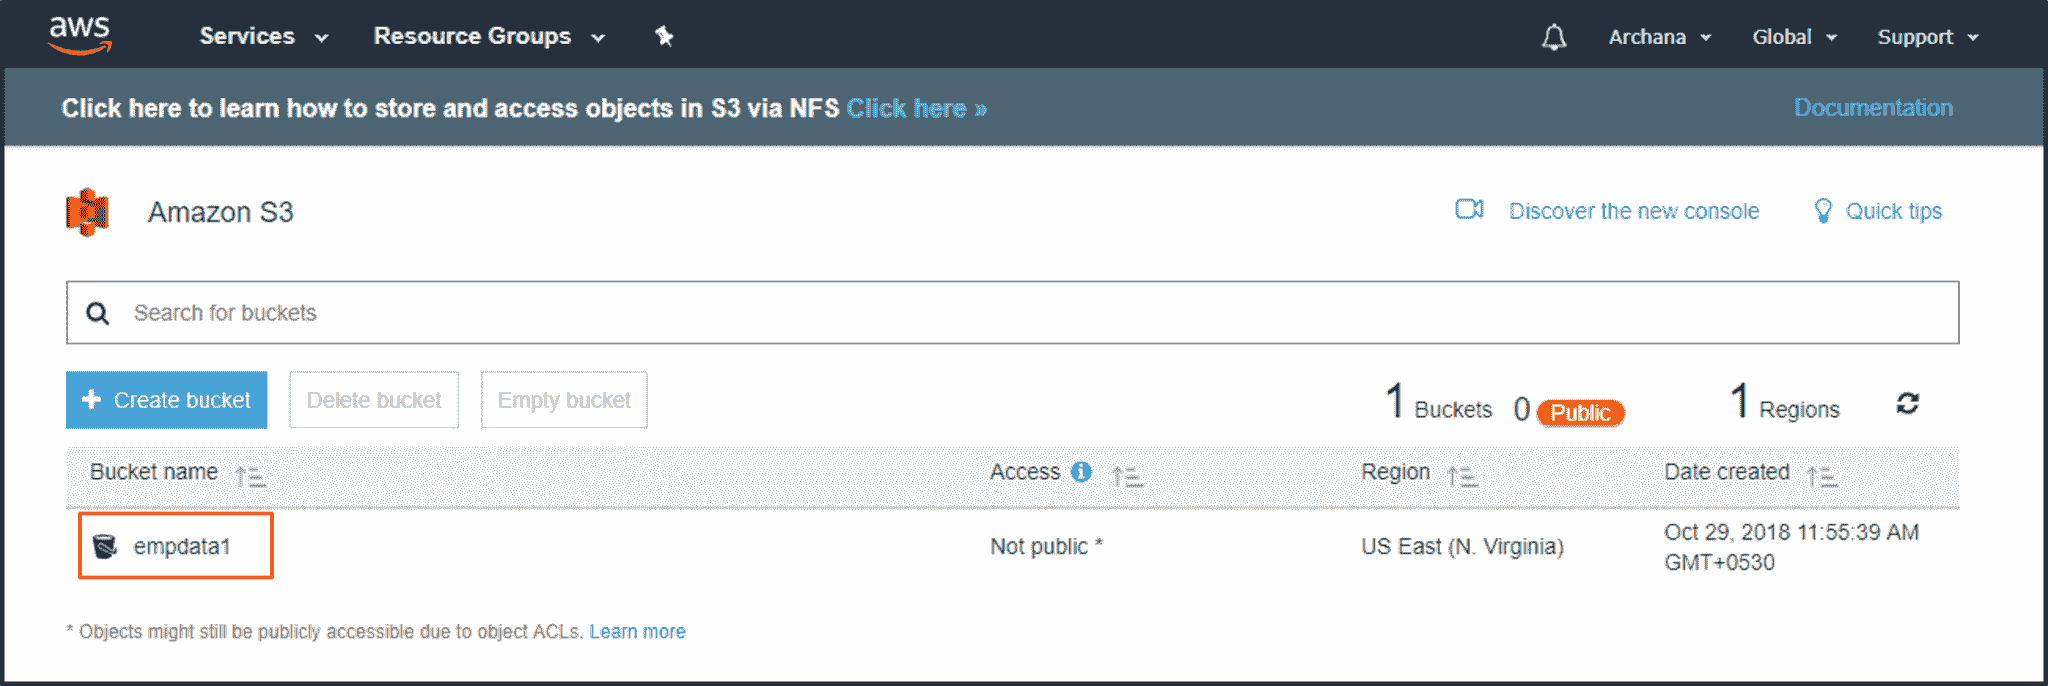 aws Services Resource Groups Archana Global Support
Click here to learn how to store and access objects in S3 via NFS Click here » Documentation
Amazon S3 Discover the new console Quick tips
Search for buckets
+ Create bucket Delete bucket Empty bucket 1 Buckets 0 Public 1 Regions
Bucket name Access Region Date created
empdata1 Not public * US East (N. Virginia) Oct 29, 2018 11:55:39 AM
GMT+0530
* Objects might still be publicly accessible due to object ACLs. Learn more